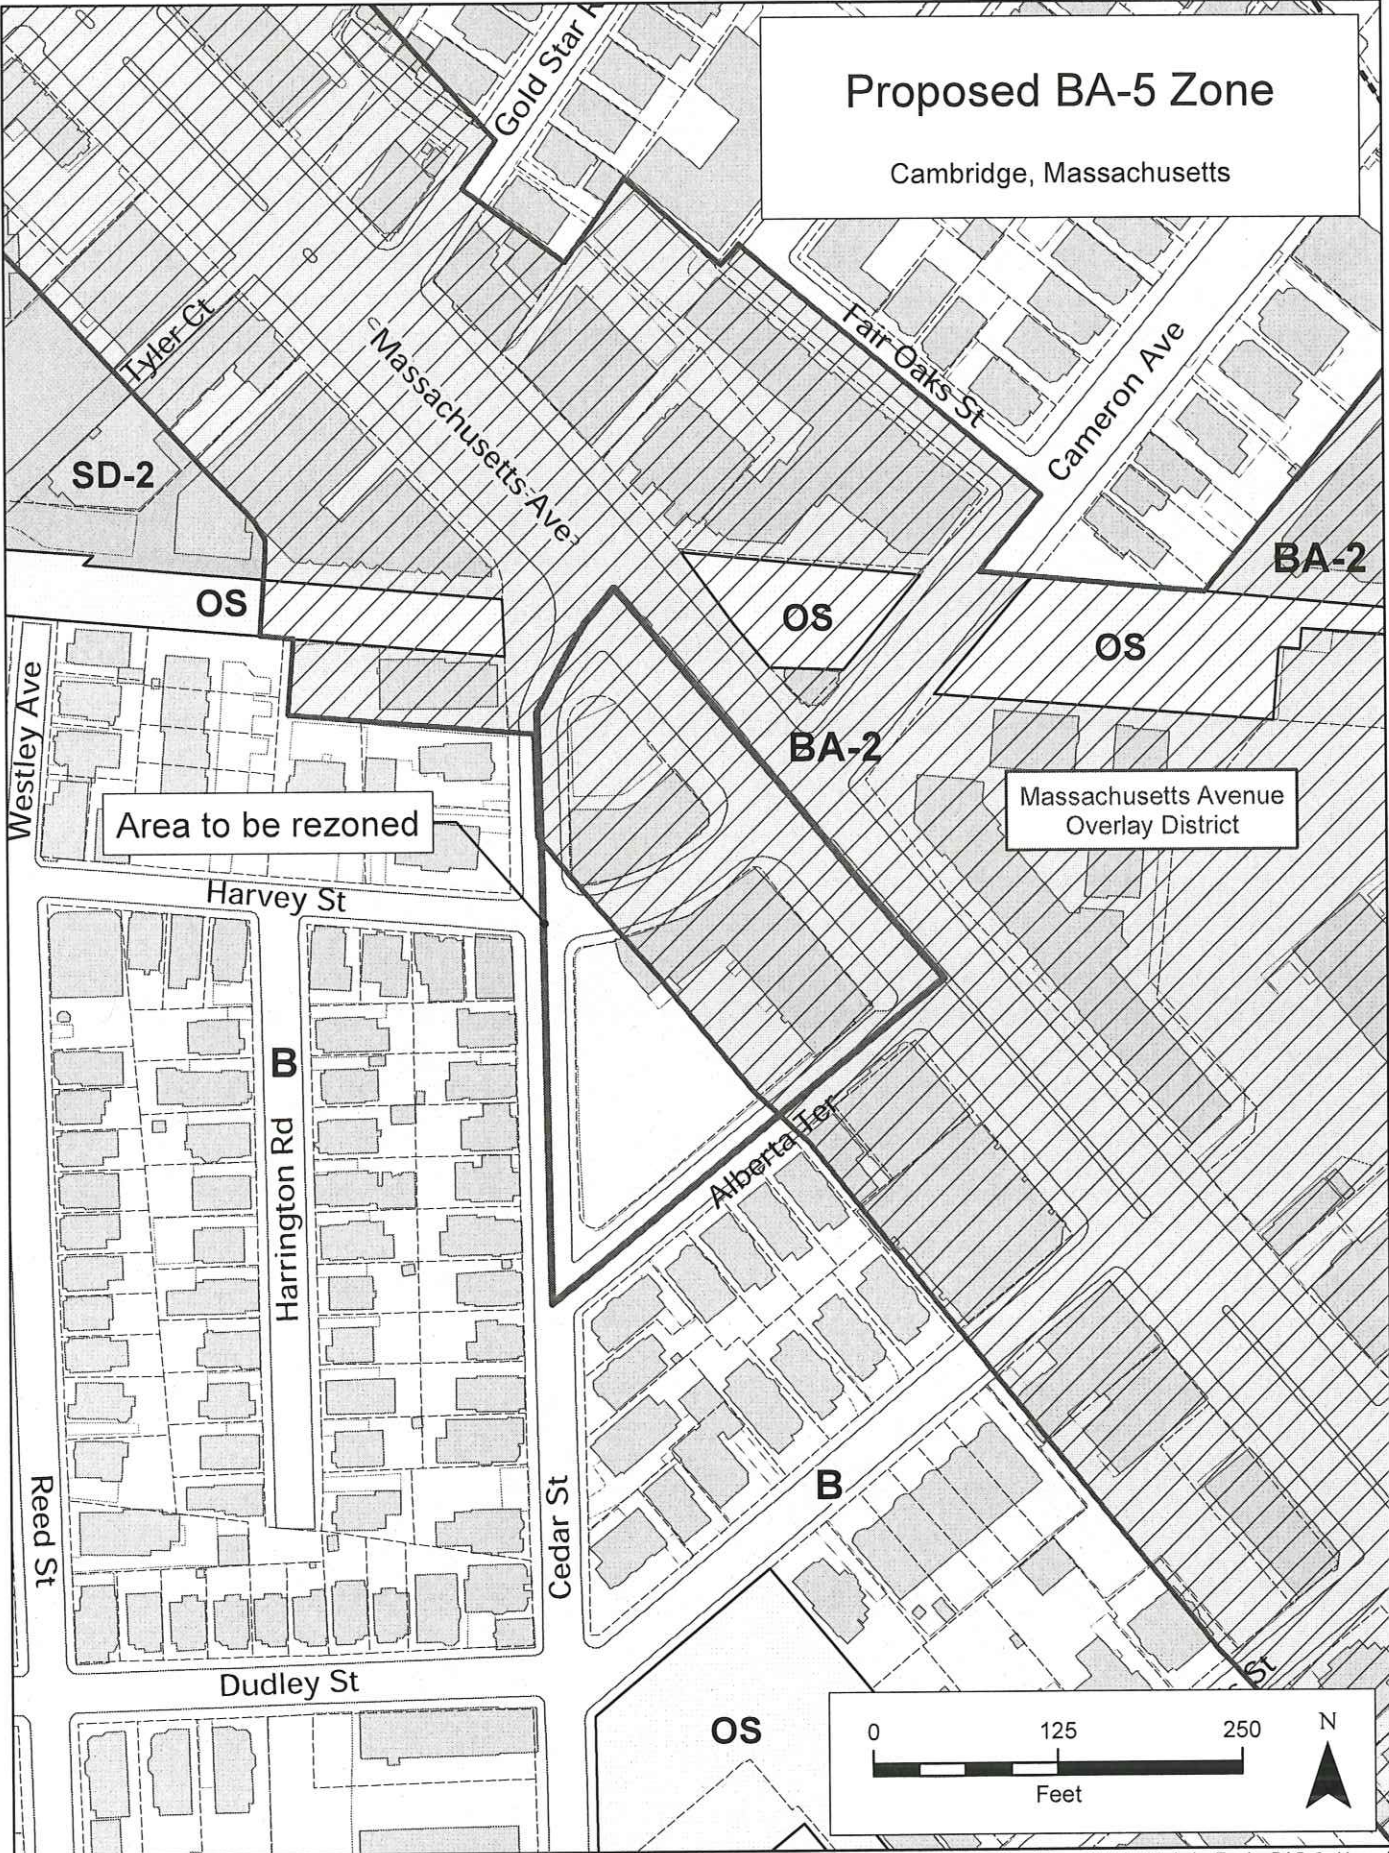 Proposed BA-5 Zone
Cambridge, Massachusetts
Gold Star
Tyler Ct
Massachusetts Ave
Fair Oaks St
Cameron Ave
SD-2
BA-2
OS
OS
OS
Westley Ave
BA-2
Massachusetts Avenue
Overlay District
Area to be rezoned
Harvey St
B
Harrington Rd
Alberta Ter
Reed St
Cedar St
B
St
Dudley St
OS
0 125 250
Feet
N